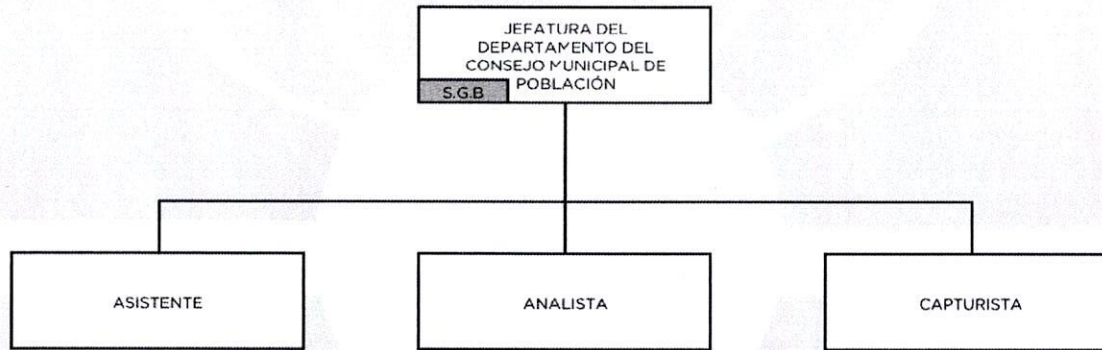 JEFATURA DEL
DEPARTAMENTO DEL
CONSEJO MUNICIPAL DE
POBLACIÓN
S.G.B
ASISTENTE
ANALISTA
CAPTURISTA